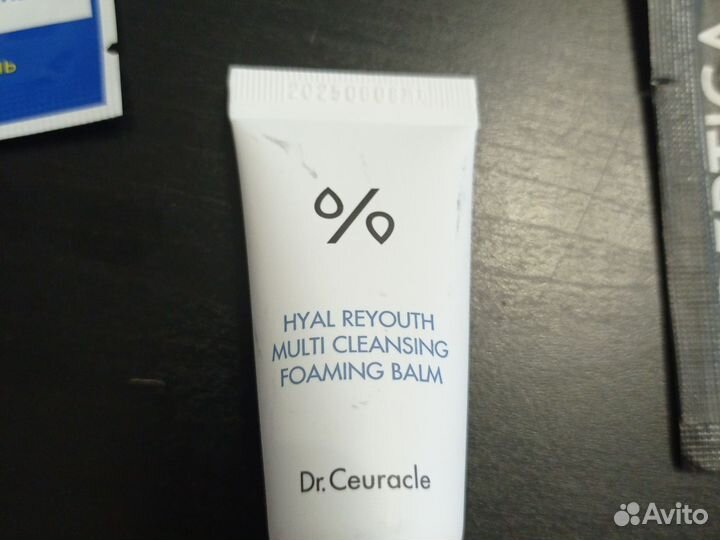 %
HYAL REYOUTH
MULTI CLEANSING
FOAMING BALM
Dr.Ceuracle
Avito